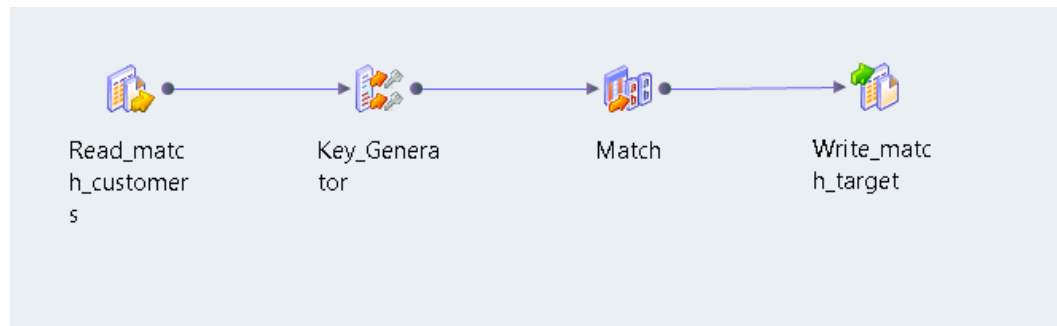 Read_matc
h_customer
s
Key_Genera
tor
Match
Write_matc
h_target